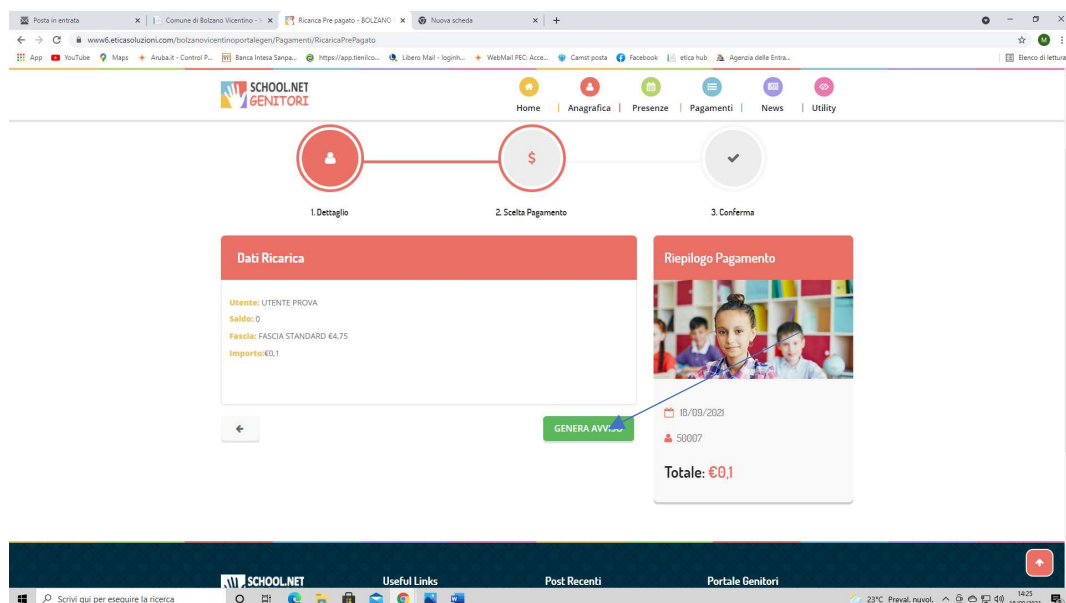 Posta in entrata
Comune di Bolzano Vicentino -
Ricarica Pre pagato - BOLZANO
Nuova scheda
www6.eticasoluzioni.com/bolzanovicentinoportalegen/Pagamenti/RicaricaPrePagato
App
YouTube
Maps
Aruba.it - Control P...
Banca Intesa Sanpa...
https://app.tienilco...
Libero Mail - loginh...
WebMail PEC: Acce...
Camst posta
Facebook
etica hub
Agenzia delle Entra...
Elenco di lettura
SCHOOL.NET
GENITORI
Home | Anagrafica | Presenze | Pagamenti | News | Utility
1. Dettaglio
2. Scelta Pagamento
3. Conferma
Dati Ricarica
Utente: UTENTE PROVA
Saldo: 0
Fascia: FASCIA STANDARD €4,75
Importo:€0,1
GENERA AVVISO
Riepilogo Pagamento
18/09/2021
50007
Totale: €0,1
SCHOOL.NET
Useful Links
Post Recenti
Portale Genitori
Scrivi qui per eseguire la ricerca
23°C Preval. nuvol.
14:25